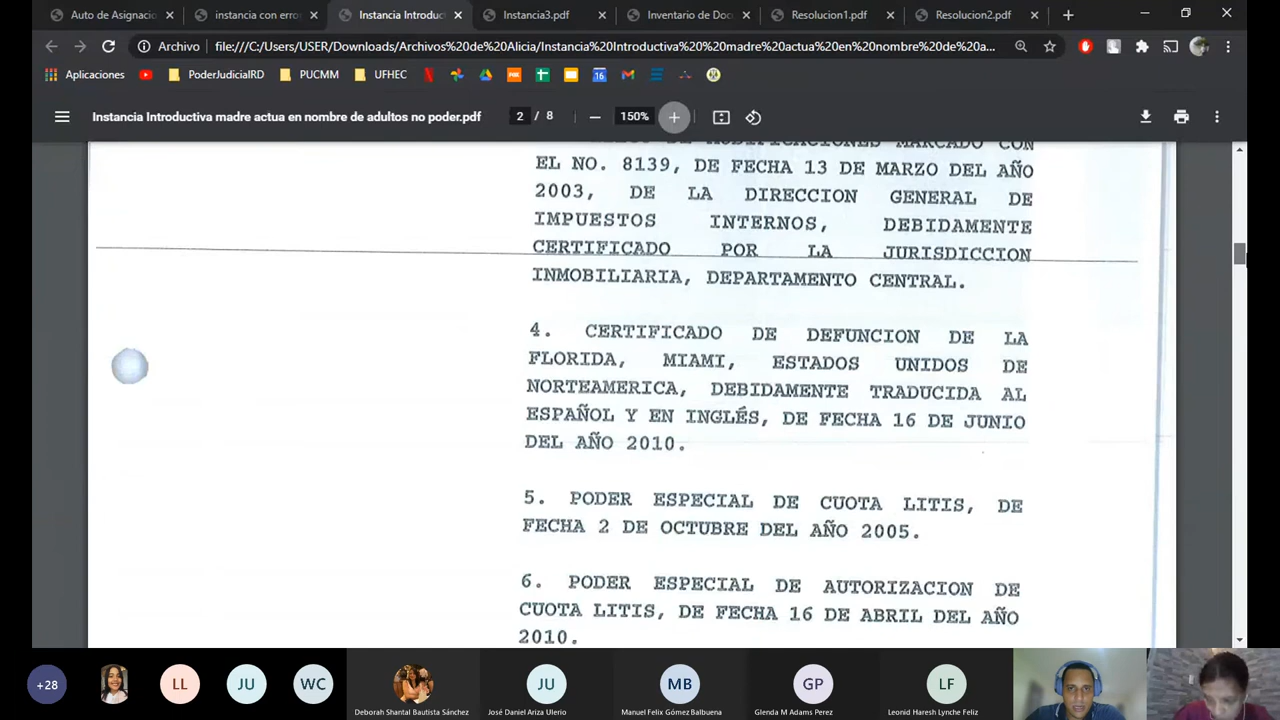 Auto de Asignacio
instancia con erro
Instancia Introduc
Instancia3.pdf
Inventario de Doc
Resolucion1.pdf
Resolucion2.pdf
Archivo
file:///C:/Users/USER/Downloads/Archivos%20de%20Alicia/Instancia%20Introductiva%20%20madre%20actua%20en%20nombre%20de%20a...
Aplicaciones
PoderJudicialRD
PUCMM
UFHEC
FOX
16
Instancia Introductiva madre actua en nombre de adultos no poder.pdf
2 / 8
150%
MODIFICACIONES MARCADO CON
EL NO. 8139, DE FECHA 13 DE MARZO DEL AÑO
2003, DE LA DIRECCION GENERAL DE
IMPUESTOS INTERNOS, DEBIDAMENTE
CERTIFICADO POR LA JURISDICCION
INMOBILIARIA, DEPARTAMENTO CENTRAL.
4. CERTIFICADO DE DEFUNCION DE LA
FLORIDA, MIAMI, ESTADOS UNIDOS DE
NORTEAMERICA, DEBIDAMENTE TRADUCIDA AL
ESPAÑOL Y EN INGLÉS, DE FECHA 16 DE JUNIO
DEL AÑO 2010.
5. PODER ESPECIAL DE CUOTA LITIS, DE
FECHA 2 DE OCTUBRE DEL AÑO 2005.
6. PODER ESPECIAL DE AUTORIZACION DE
CUOTA LITIS, DE FECHA 16 DE ABRIL DEL AÑO
2010.
+28
LL
JU
WC
JU
MB
GP
LF
Deborah Shantal Bautista Sánchez
José Daniel Ariza Ulerio
Manuel Felix Gómez Balbuena
Glenda M Adams Perez
Leonid Haresh Lynche Feliz